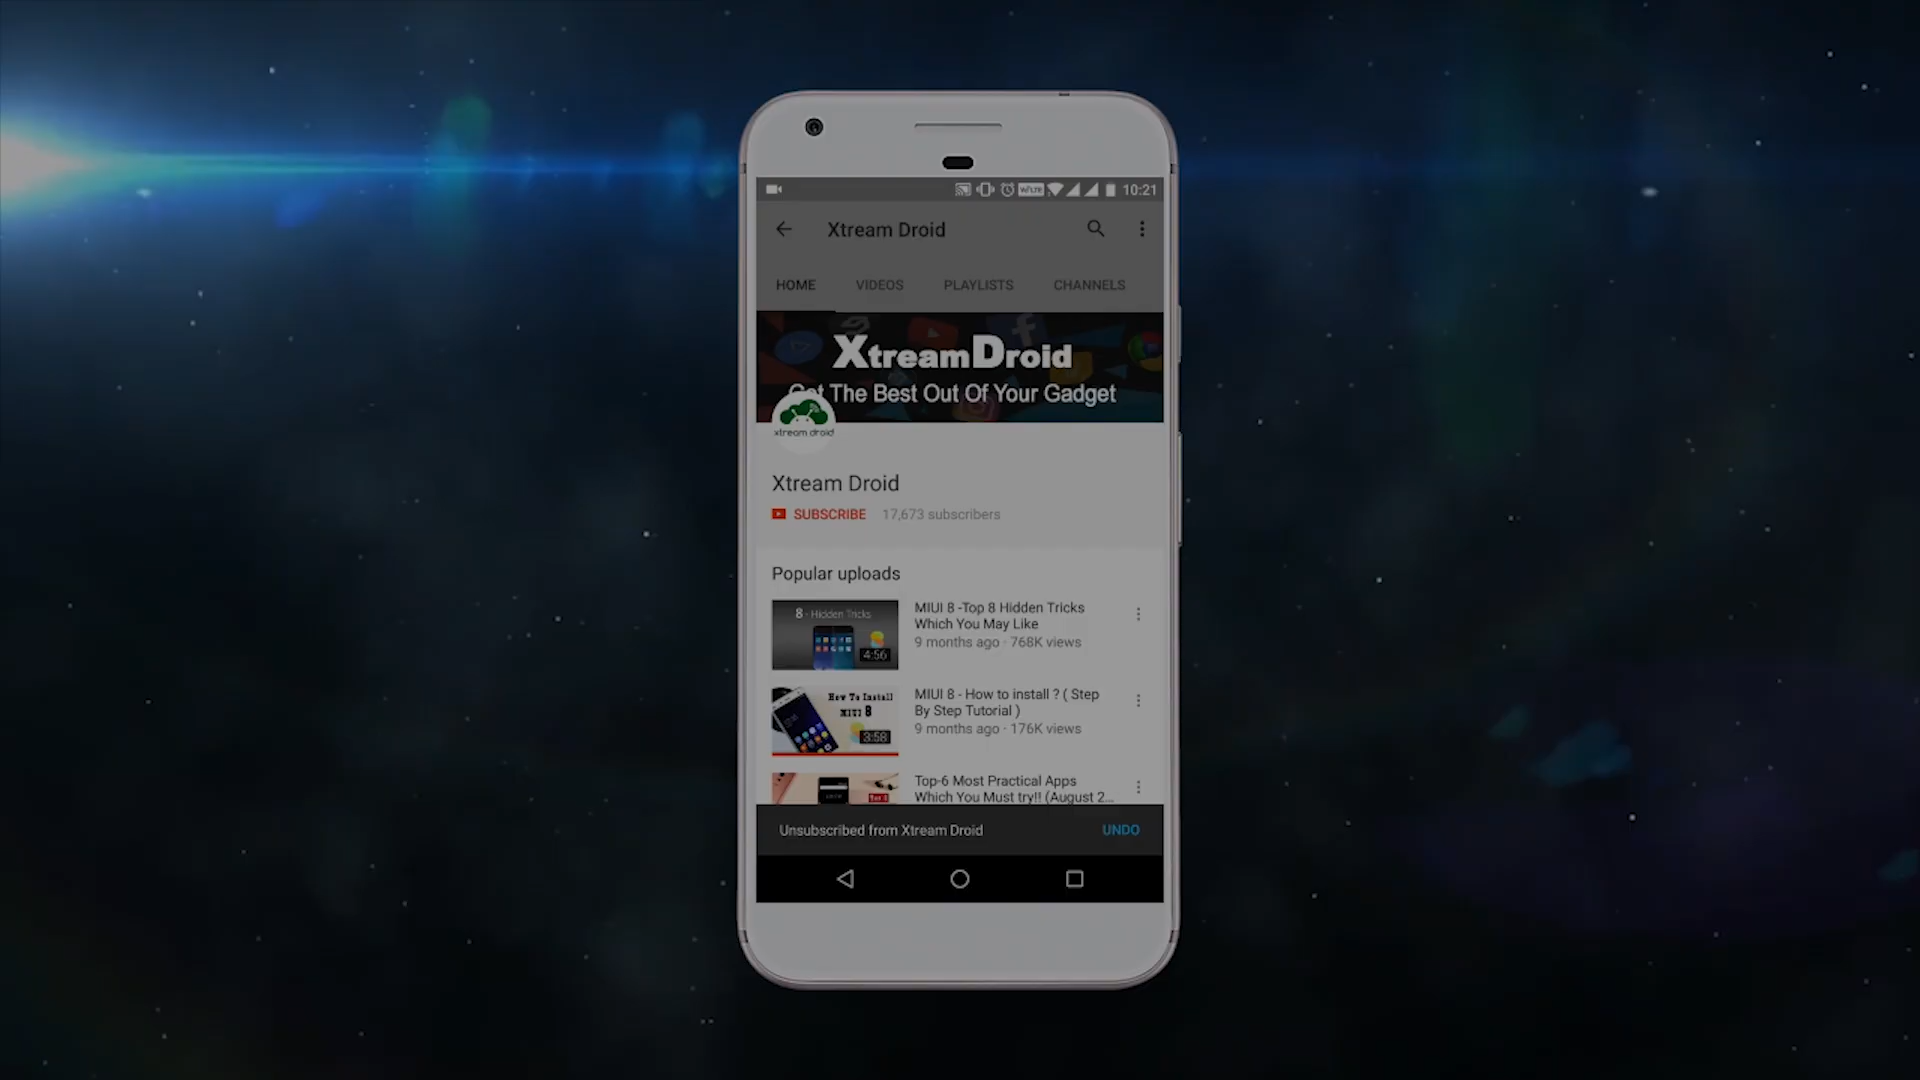 10:21
Xtream Droid
HOME VIDEOS PLAYLISTS CHANNELS
XtreamDroid
Get The Best Out Of Your Gadget
xtream droid
Xtream Droid
SUBSCRIBE 17,673 subscribers
Popular uploads
8 - Hidden Tricks
4:56
MIUI 8 -Top 8 Hidden Tricks
Which You May Like
9 months ago · 768K views
How To Install
MIUI 8
3:58
MIUI 8 - How to install ? ( Step
By Step Tutorial )
9 months ago · 176K views
Top-6 Most Practical Apps
Which You Must try!! (August 2...
Unsubscribed from Xtream Droid UNDO